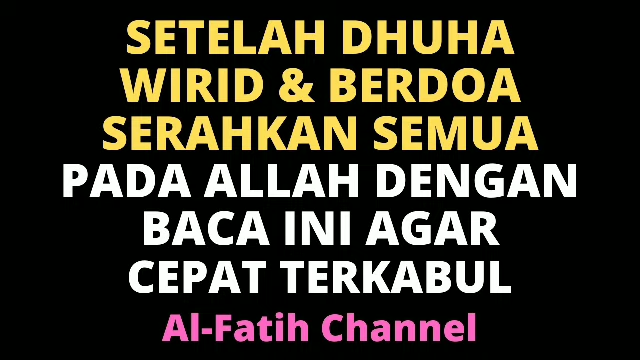 SETELAH DHUHA
WIRID & BERDOA
SERAHKAN SEMUA
PADA ALLAH DENGAN
BACA INI AGAR
CEPAT TERKABUL
Al-Fatih Channel